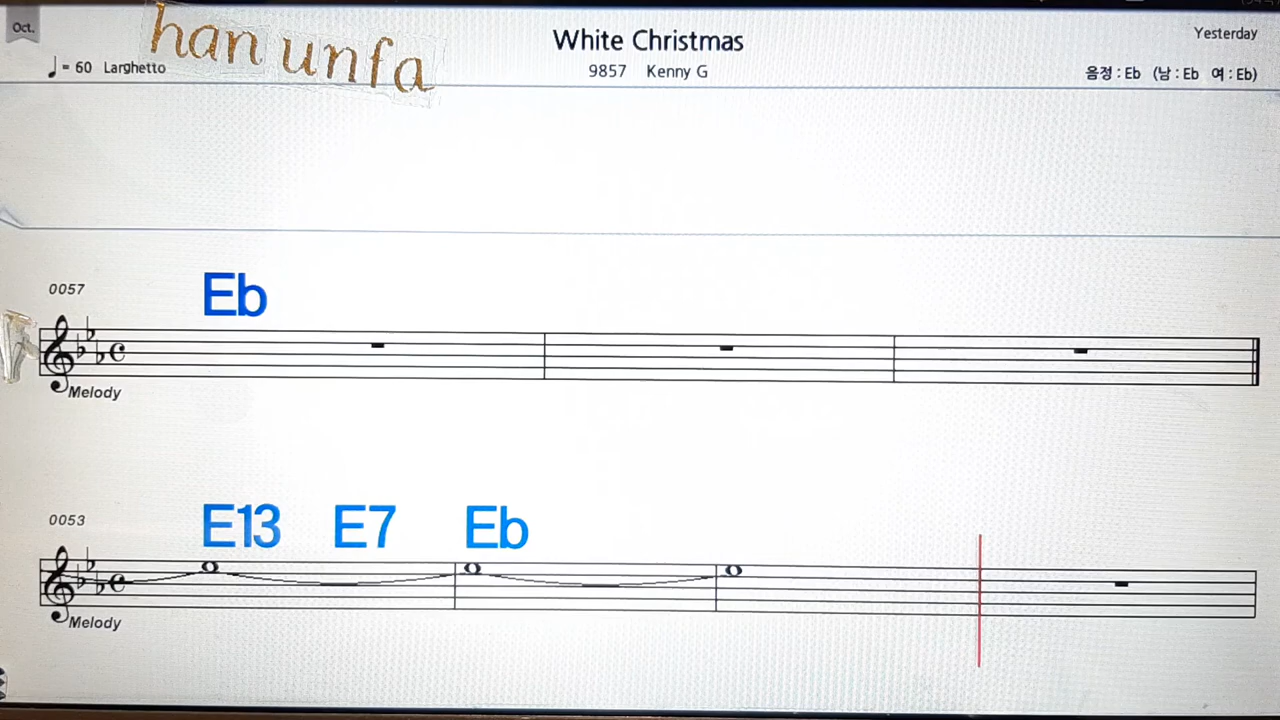 Oct.
han unfa
White Christmas
Yesterday
♩ = 60 Larghetto
9857 Kenny G
음정 : Eb (남 : Eb 여 : Eb)
0057
Eb
Melody
0053
E13 E7 Eb
Melody